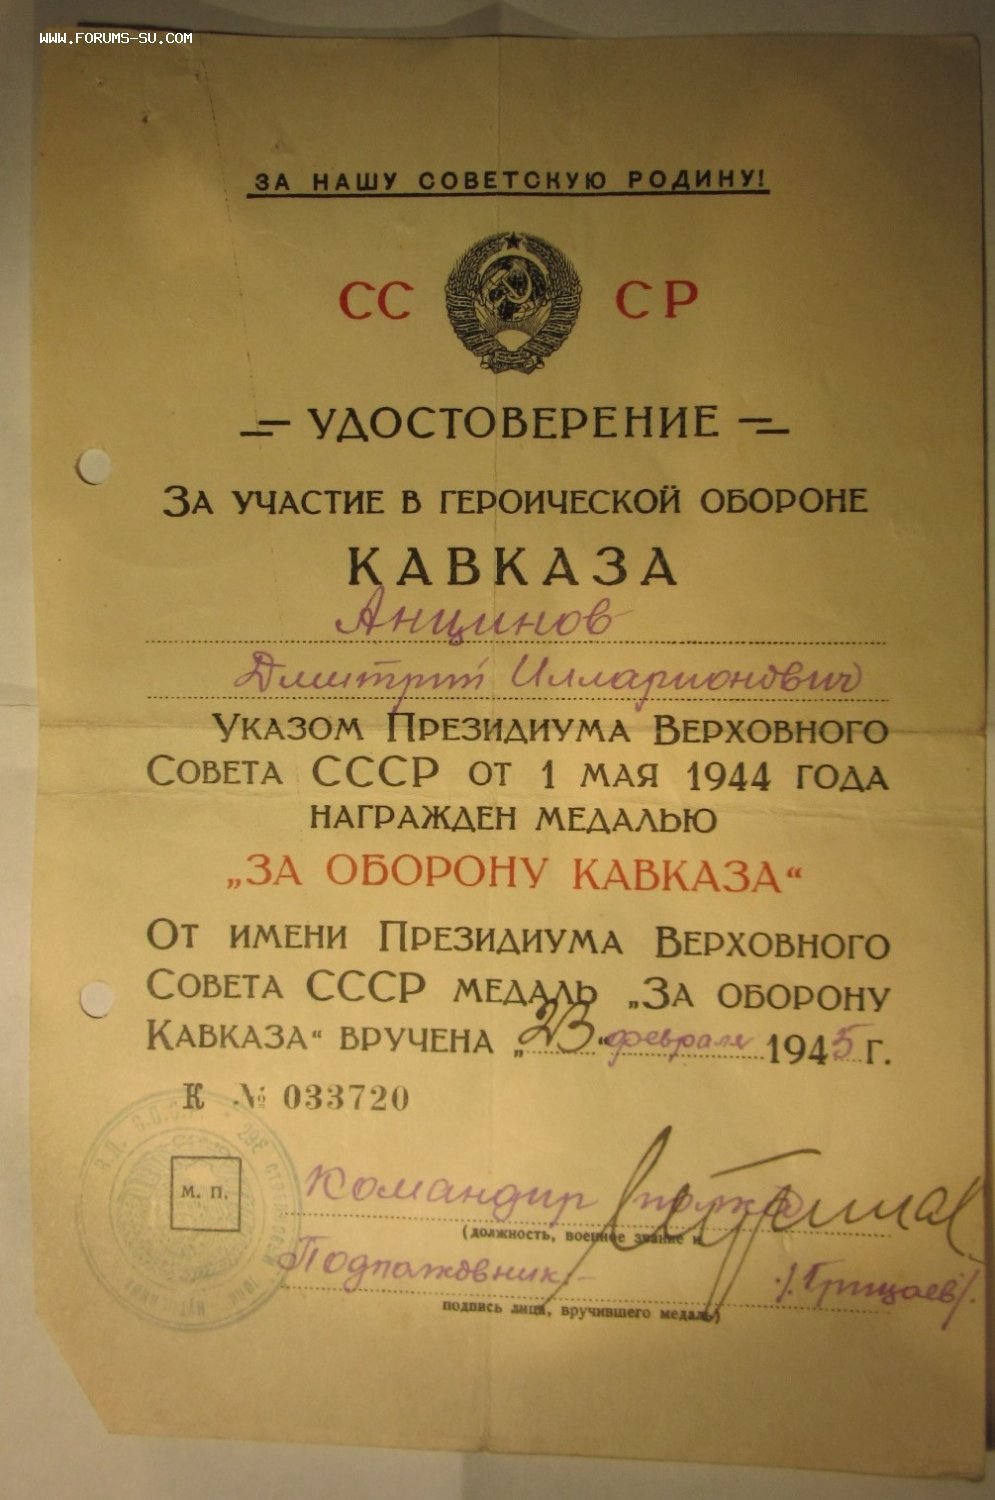 WWW.FORUMS-SU.COM
ЗА НАШУ СОВЕТСКУЮ РОДИНУ!
СС СР
УДОСТОВЕРЕНИЕ
ЗА УЧАСТИЕ В ГЕРОИЧЕСКОЙ ОБОРОНЕ
КАВКАЗА
Анцинов
Дмитрий Илларионович
УКАЗОМ ПРЕЗИДИУМА ВЕРХОВНОГО
СОВЕТА СССР ОТ 1 МАЯ 1944 ГОДА
НАГРАЖДЕН МЕДАЛЬЮ
„ЗА ОБОРОНУ КАВКАЗА“
ОТ ИМЕНИ ПРЕЗИДИУМА ВЕРХОВНОГО
СОВЕТА СССР МЕДАЛЬ „ЗА ОБОРОНУ
КАВКАЗА“ ВРУЧЕНА „23“ февраля 1945 Г.
К № 033720
М. П.
Командир полка
(должность, военное звание и
Подполковник:- /Грицаев/.
подпись лица, вручившего медаль)